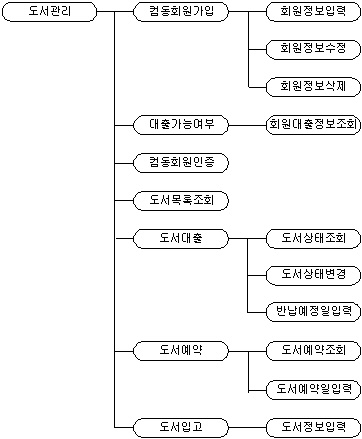 도서관리
컴동회원가입
회원정보입력
회원정보수정
회원정보삭제
대출가능여부
회원대출정보조회
컴동회원인증
도서목록조회
도서대출
도서상태조회
도서상태변경
반납예정일입력
도서예약
도서예약조회
도서예약일입력
도서입고
도서정보입력